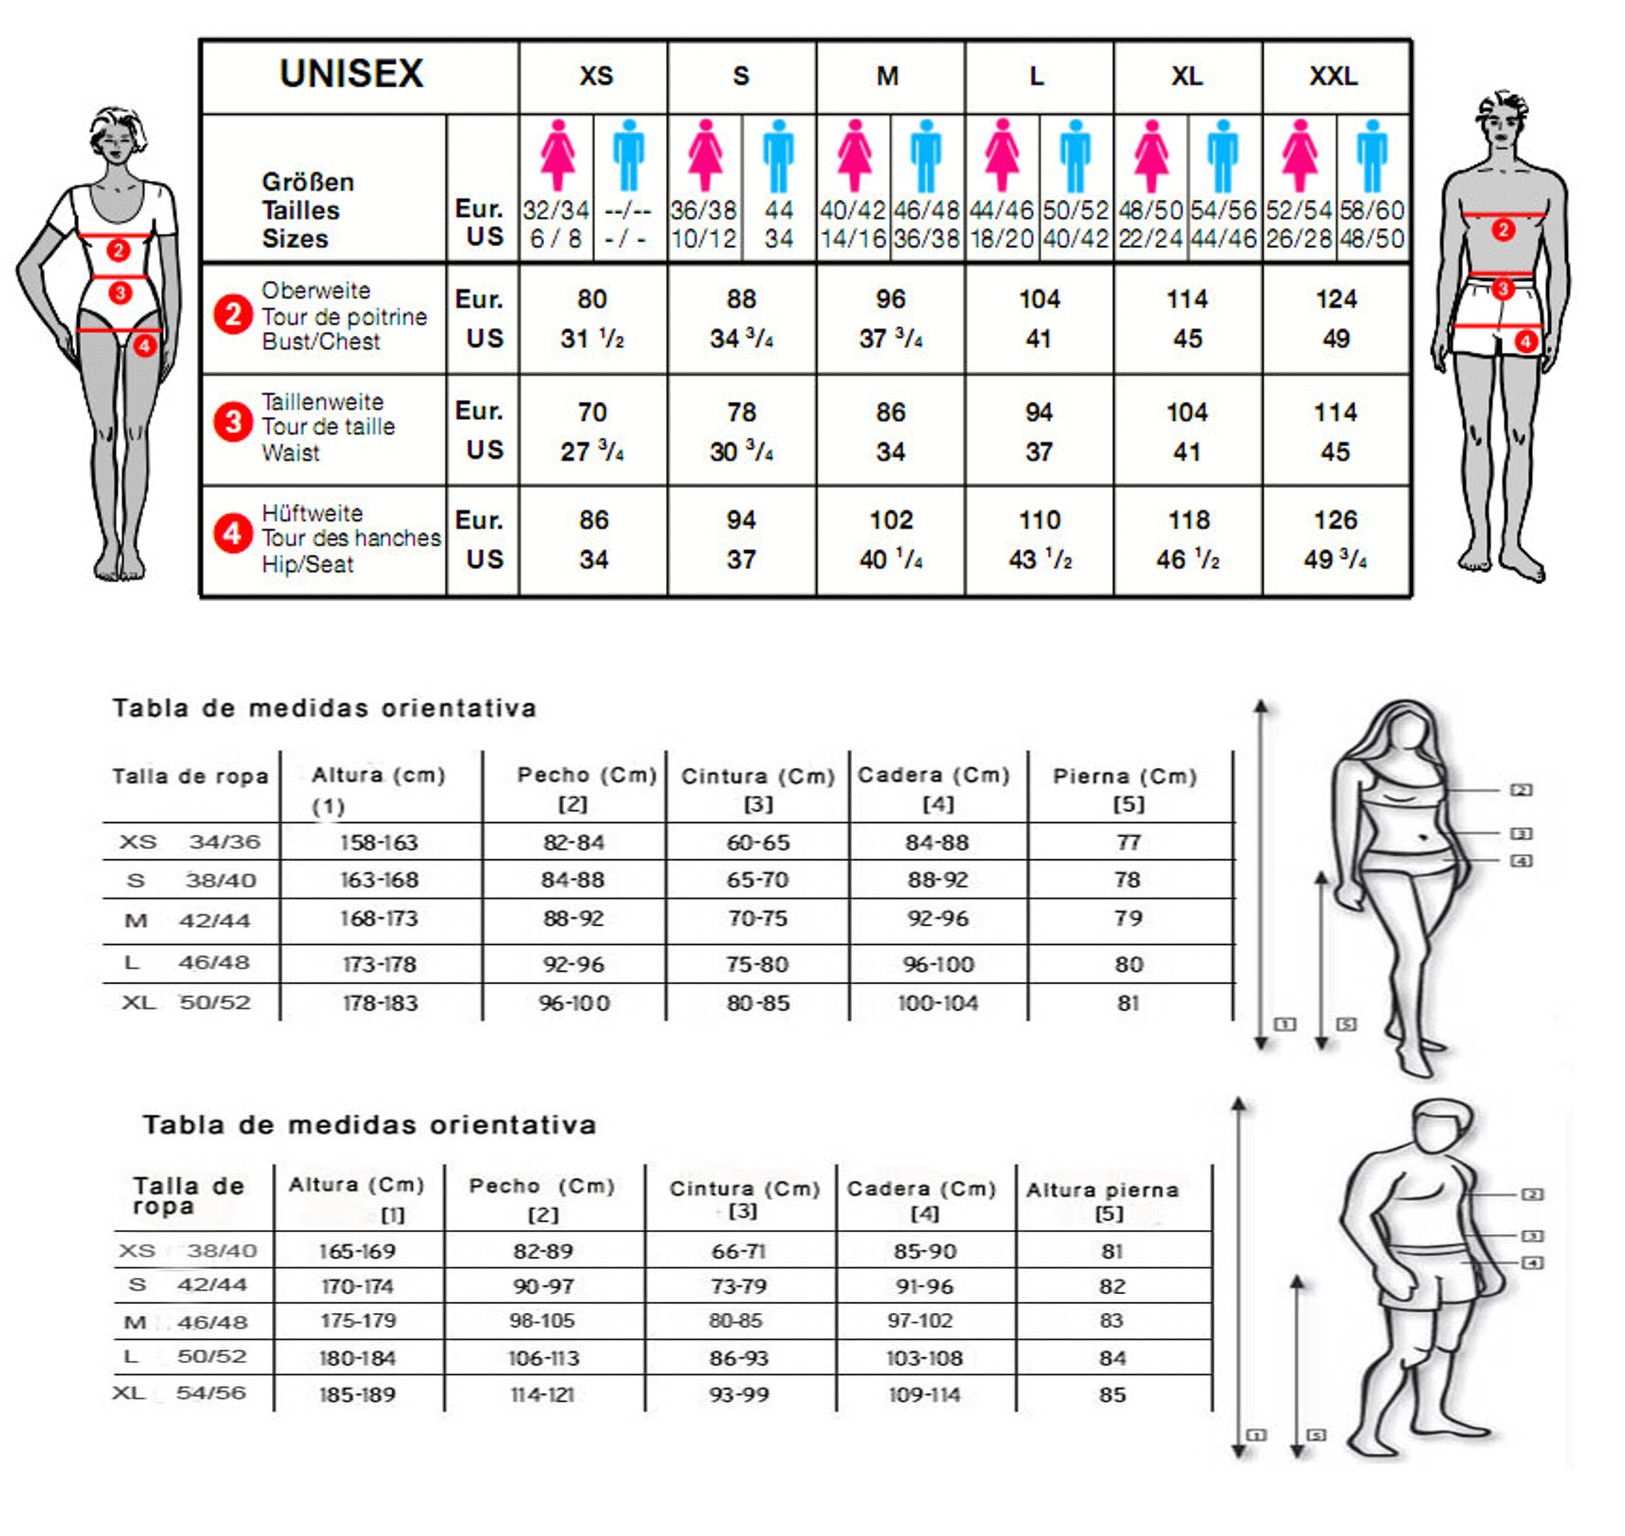 UNISEX XS S M L XL XXL
Größen
Tailles Eur. 32/34 --/-- 36/38 44 40/42 46/48 44/46 50/52 48/50 54/56 52/54 58/60
Sizes US 6 / 8 - / - 10/12 34 14/16 36/38 18/20 40/42 22/24 44/46 26/28 48/50
Oberweite Eur. 80 88 96 104 114 124
2 Tour de poitrine
Bust/Chest US 31 1/2 34 3/4 37 3/4 41 45 49
Taillenweite Eur. 70 78 86 94 104 114
3 Tour de taille
Waist US 27 3/4 30 3/4 34 37 41 45
Hüftweite Eur. 86 94 102 110 118 126
4 Tour des hanches
Hip/Seat US 34 37 40 1/4 43 1/2 46 1/2 49 3/4
2
3
4
2
3
4
Tabla de medidas orientativa
Talla de ropa Altura (cm) Pecho (Cm) Cintura (Cm) Cadera (Cm) Pierna (Cm)
(1) [2] [3] [4] [5]
XS 34/36 158-163 82-84 60-65 84-88 77
S 38/40 163-168 84-88 65-70 88-92 78
M 42/44 168-173 88-92 70-75 92-96 79
L 46/48 173-178 92-96 75-80 96-100 80
XL 50/52 178-183 96-100 80-85 100-104 81
2
3
4
1 5
Tabla de medidas orientativa
Talla de Altura (Cm) Pecho (Cm) Cintura (Cm) Cadera (Cm) Altura pierna
ropa [1] [2] [3] [4] [5]
XS 38/40 165-169 82-89 66-71 85-90 81
S 42/44 170-174 90-97 73-79 91-96 82
M 46/48 175-179 98-105 80-85 97-102 83
L 50/52 180-184 106-113 86-93 103-108 84
XL 54/56 185-189 114-121 93-99 109-114 85
2
3
4
1 5